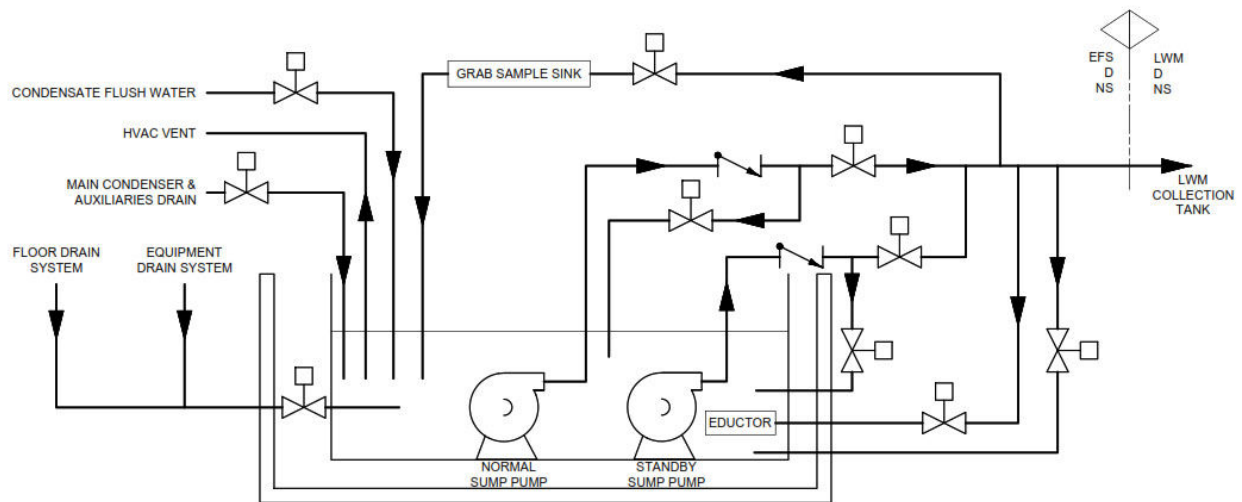 EFS
D
NS
LWM
D
NS
GRAB SAMPLE SINK
CONDENSATE FLUSH WATER
HVAC VENT
MAIN CONDENSER &
AUXILIARIES DRAIN
LWM
COLLECTION
TANK
FLOOR DRAIN
SYSTEM
EQUIPMENT
DRAIN SYSTEM
EDUCTOR
NORMAL
SUMP PUMP
STANDBY
SUMP PUMP